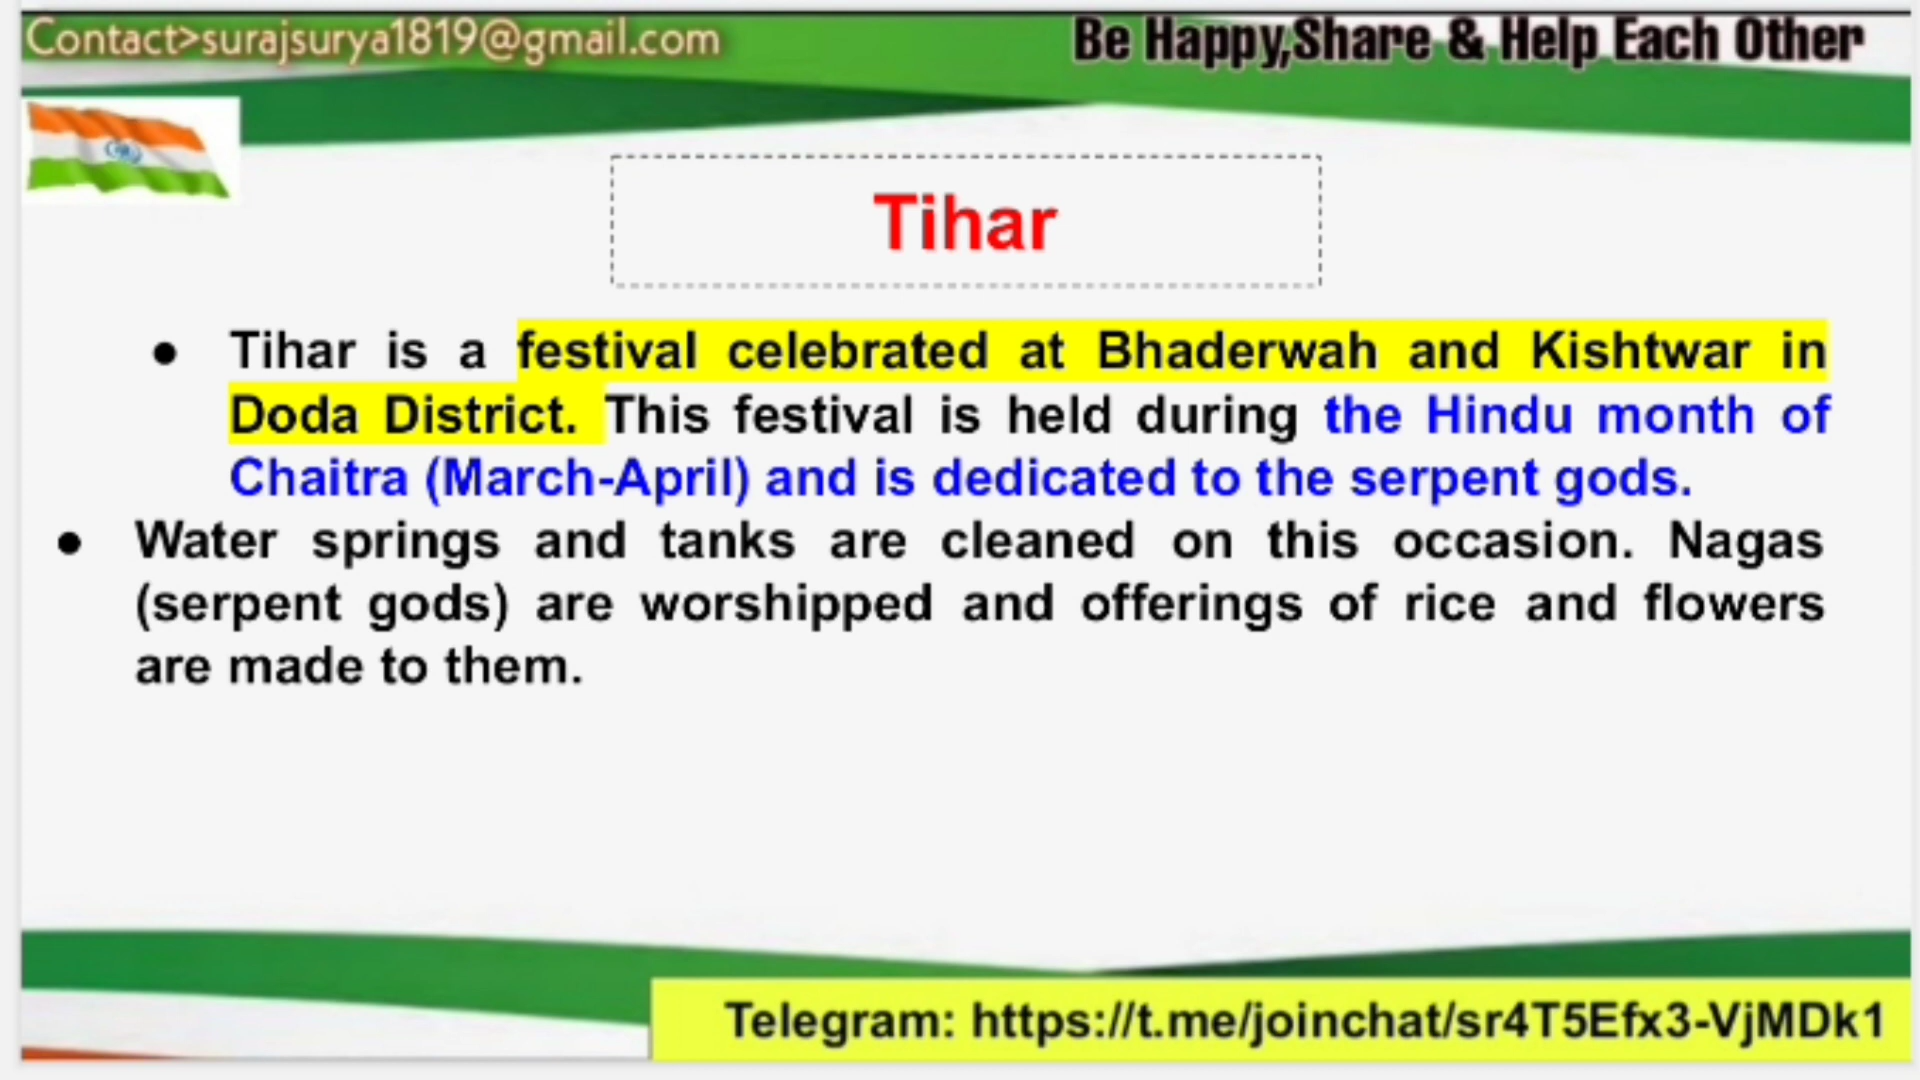 Contact>surajsurya1819@gmail.com
Be Happy,Share & Help Each Other
Tihar
● Tihar is a festival celebrated at Bhaderwah and Kishtwar in
Doda District. This festival is held during the Hindu month of
Chaitra (March-April) and is dedicated to the serpent gods.
● Water springs and tanks are cleaned on this occasion. Nagas
(serpent gods) are worshipped and offerings of rice and flowers
are made to them.
Telegram: https://t.me/joinchat/sr4T5Efx3-VjMDk1